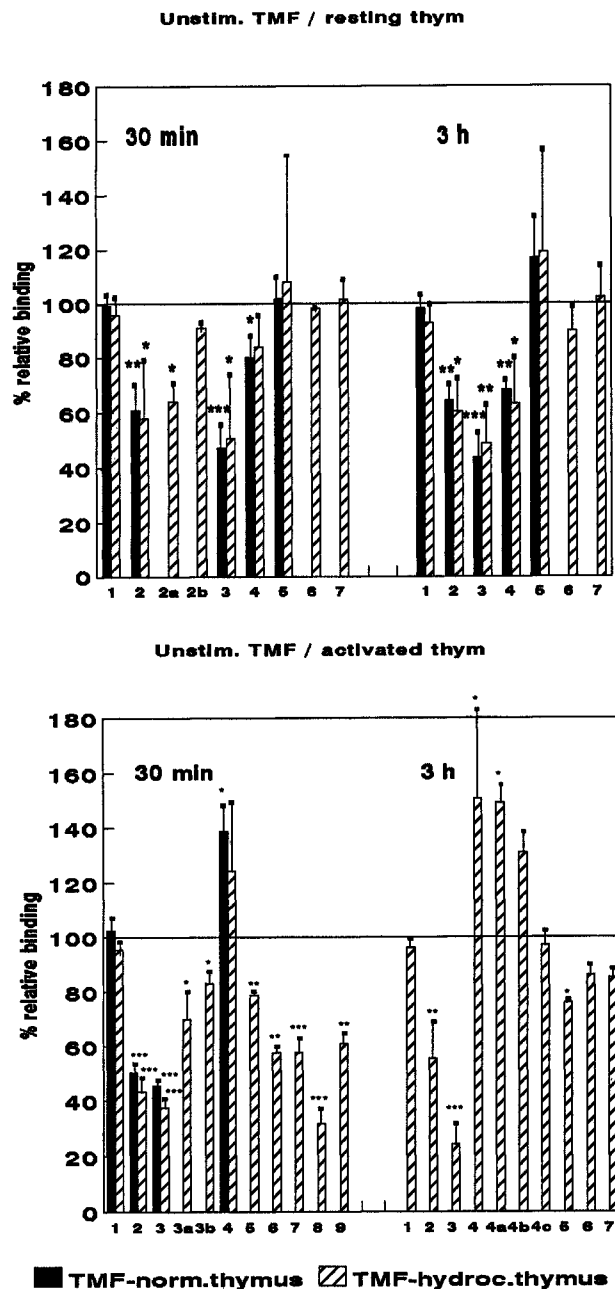 Unstim. TMF / resting thym
% relative binding
180
160
140
120
100
80
60
40
20
0
30 min
3 h
** * * *** * *
** * *** ** ** *
1 2 2a 2b 3 4 5 6 7
1 2 3 4 5 6 7
Unstim. TMF / activated thym
% relative binding
180
160
140
120
100
80
60
40
20
0
30 min
3 h
*** *** *** *** * * * ** ** *** *** **
** *** * * *
1 2 3 3a 3b 4 5 6 7 8 9
1 2 3 4 4a 4b 4c 5 6 7
TMF-norm.thymus TMF-hydroc.thymus